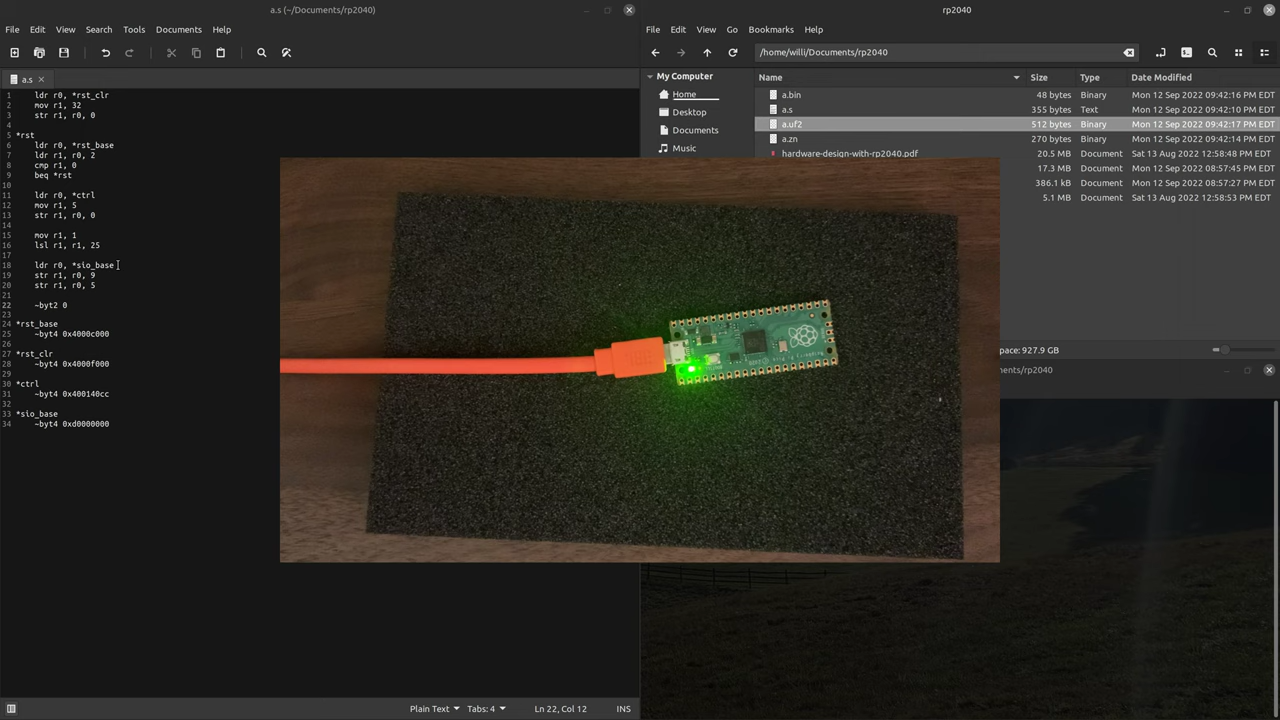 a.s (~/Documents/rp2040)
File Edit View Search Tools Documents Help
a.s
1 ldr r0, *rst_clr
2 mov r1, 32
3 str r1, r0, 0
4
5 *rst
6 ldr r0, *rst_base
7 ldr r1, r0, 2
8 cmp r1, 0
9 beq *rst
10
11 ldr r0, *ctrl
12 mov r1, 5
13 str r1, r0, 0
14
15 mov r1, 1
16 lsl r1, r1, 25
17
18 ldr r0, *sio_base
19 str r1, r0, 9
20 str r1, r0, 5
21
22 ~byt2 0
23
24 *rst_base
25 ~byt4 0x4000c000
26
27 *rst_clr
28 ~byt4 0x4000f000
29
30 *ctrl
31 ~byt4 0x400140cc
32
33 *sio_base
34 ~byt4 0xd0000000
Plain Text Tabs: 4 Ln 22, Col 12 INS
rp2040
File Edit View Go Bookmarks Help
/home/willi/Documents/rp2040
My Computer
Home
Desktop
Documents
Music
Name Size Type Date Modified
a.bin 48 bytes Binary Mon 12 Sep 2022 09:42:16 PM EDT
a.s 355 bytes Text Mon 12 Sep 2022 09:42:10 PM EDT
a.uf2 512 bytes Binary Mon 12 Sep 2022 09:42:17 PM EDT
a.zn 270 bytes Binary Mon 12 Sep 2022 09:42:14 PM EDT
hardware-design-with-rp2040.pdf 20.5 MB Document Sat 13 Aug 2022 12:58:48 PM EDT
17.3 MB Document Mon 12 Sep 2022 08:57:45 PM EDT
386.1 kB Document Mon 12 Sep 2022 08:57:27 PM EDT
5.1 MB Document Sat 13 Aug 2022 12:58:53 PM EDT
pace: 927.9 GB
ments/rp2040